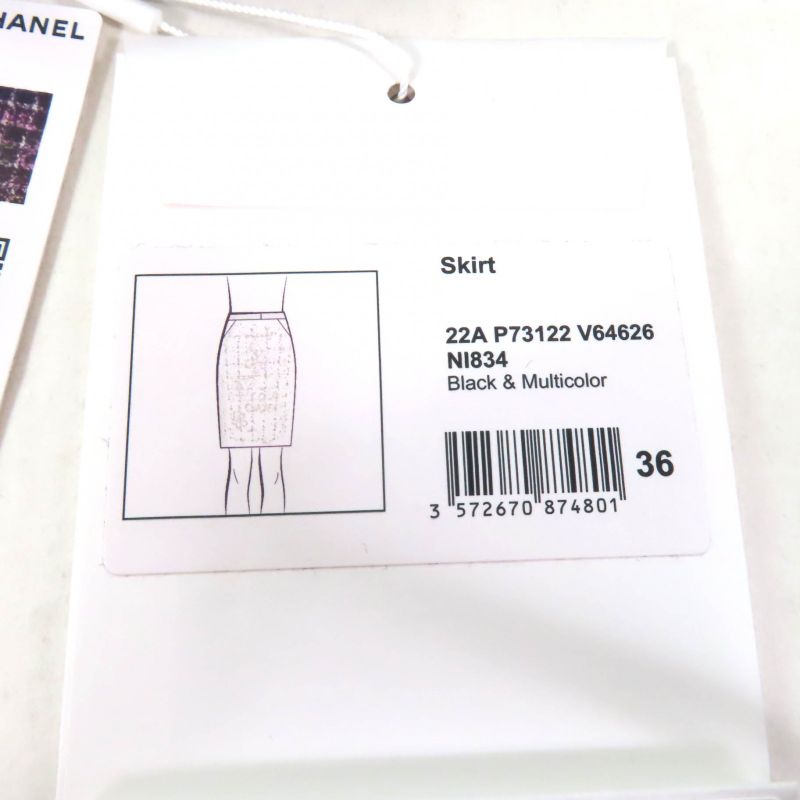 HANEL
Skirt
22A P73122 V64626
NI834
Black & Multicolor
36
3 572670 874801